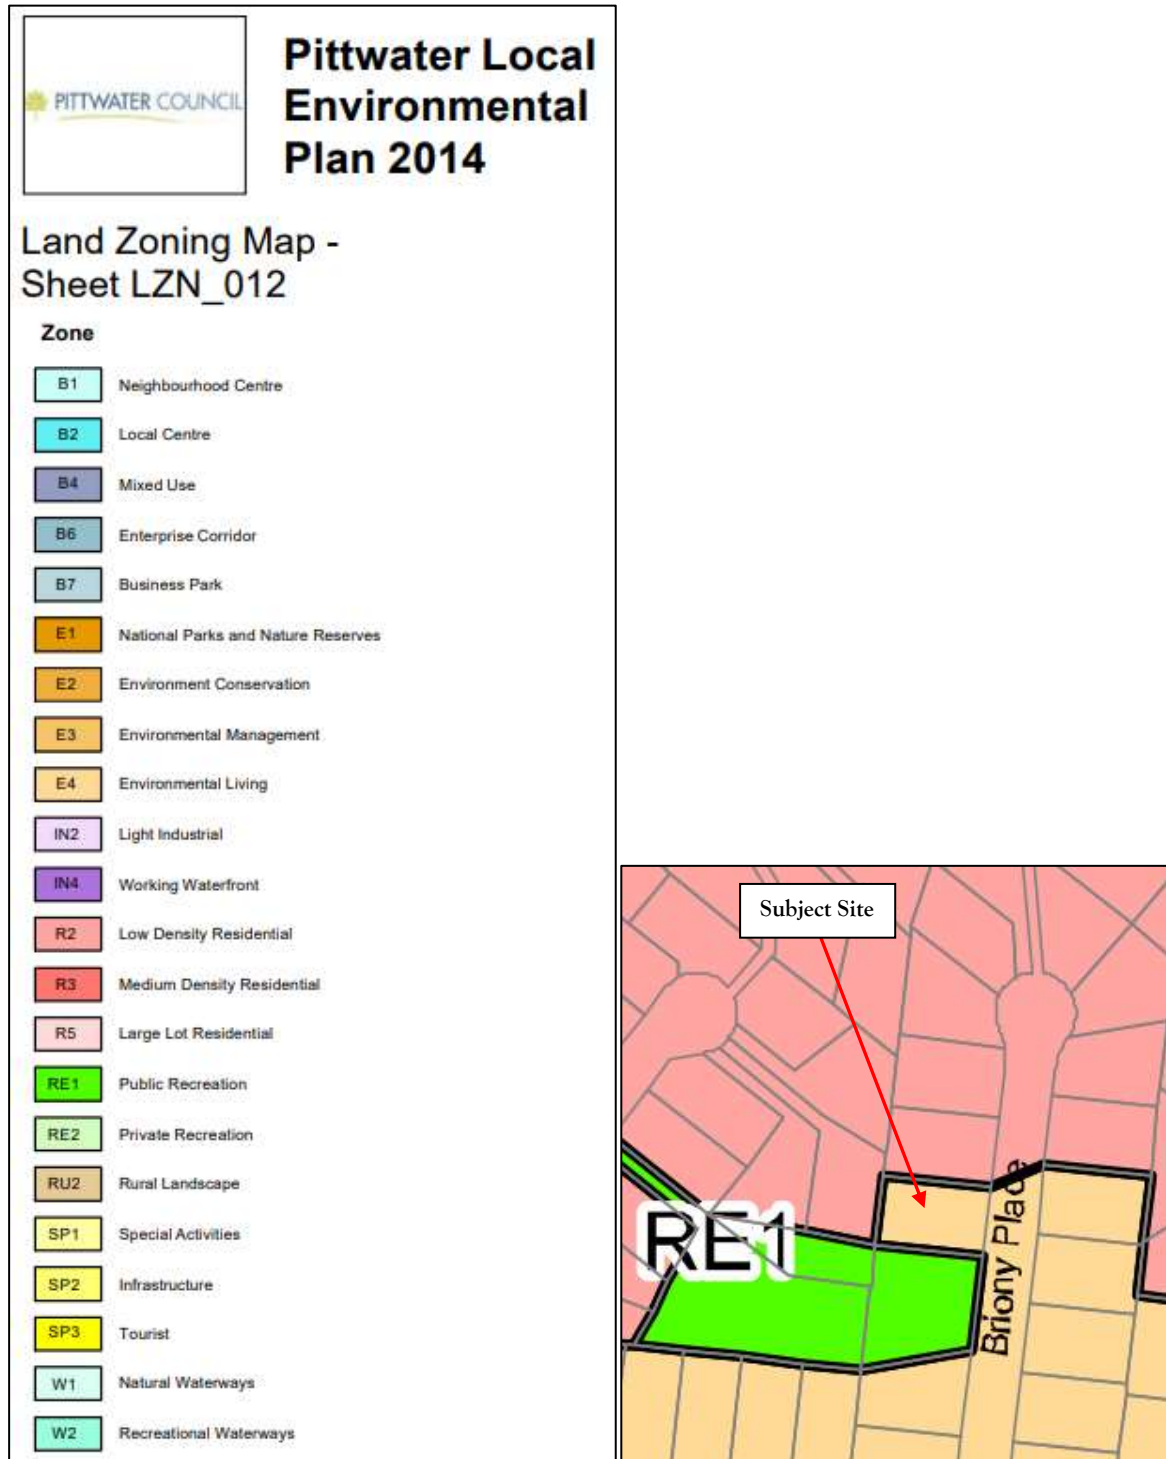 PITTWATER COUNCIL
Pittwater Local
Environmental
Plan 2014
Land Zoning Map -
Sheet LZN_012
Zone
B1 Neighbourhood Centre
B2 Local Centre
B4 Mixed Use
B6 Enterprise Corridor
B7 Business Park
E1 National Parks and Nature Reserves
E2 Environment Conservation
E3 Environmental Management
E4 Environmental Living
IN2 Light Industrial
IN4 Working Waterfront
R2 Low Density Residential
R3 Medium Density Residential
R5 Large Lot Residential
RE1 Public Recreation
RE2 Private Recreation
RU2 Rural Landscape
SP1 Special Activities
SP2 Infrastructure
SP3 Tourist
W1 Natural Waterways
W2 Recreational Waterways
Subject Site
RE1
Briony Place